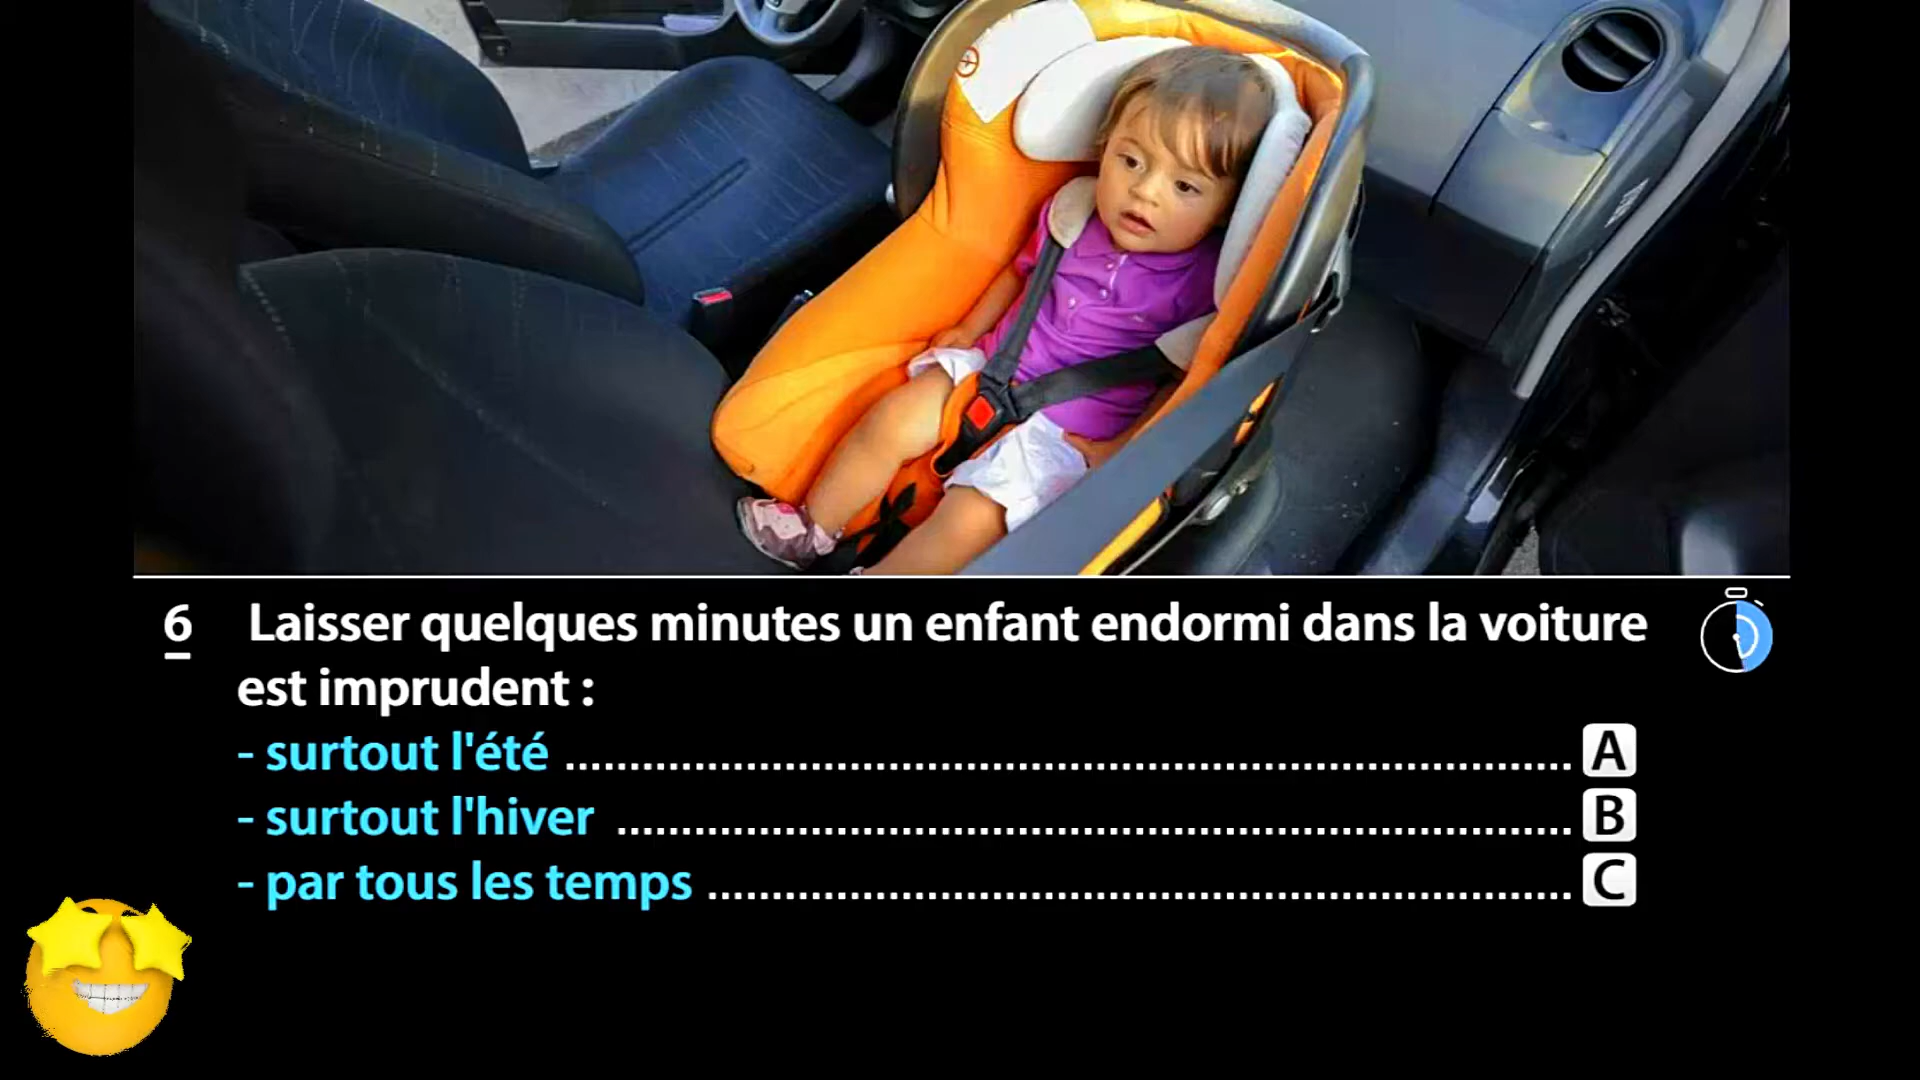 6 Laisser quelques minutes un enfant endormi dans la voiture
est imprudent :
- surtout l'été ........................................................................ A
- surtout l'hiver .................................................................... B
- par tous les temps .............................................................. C